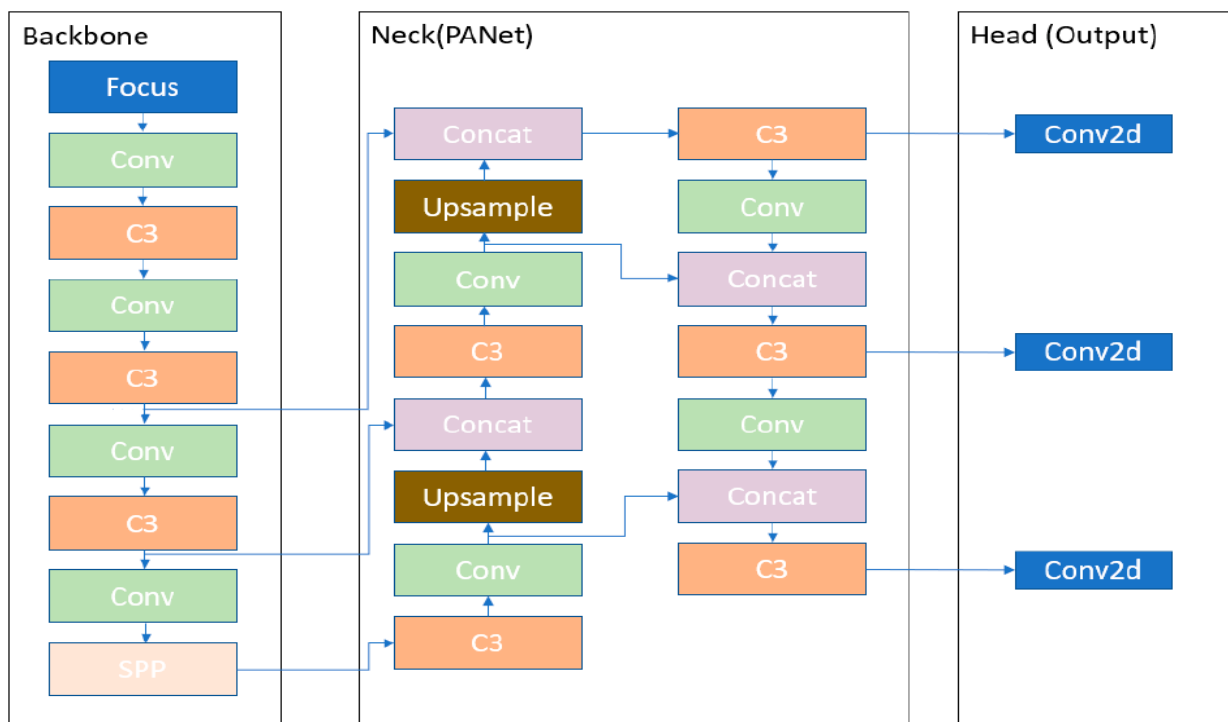 Backbone
Focus
Conv
C3
Conv
C3
Conv
C3
Conv
SPP
Neck(PANet)
Concat
Upsample
Conv
C3
Concat
Upsample
Conv
C3
C3
Conv
Concat
C3
Conv
Concat
C3
Head (Output)
Conv2d
Conv2d
Conv2d